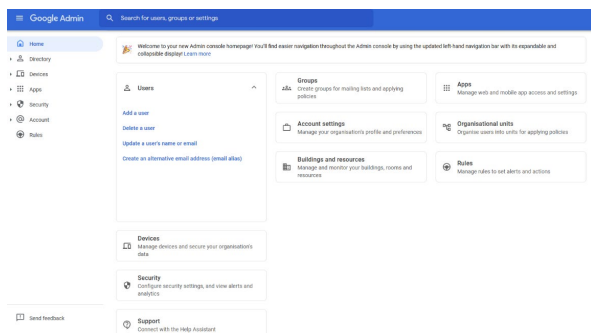 Google Admin
Search for users, groups or settings
Home
Directory
Devices
Apps
Security
Account
Rules
Send feedback
Welcome to your new Admin console homepage! You'll find easier navigation throughout the Admin console by using the updated left-hand navigation bar with its expandable and
collapsible display! Learn more
Users
Add a user
Delete a user
Update a user's name or email
Create an alternative email address (email alias)
Groups
Create groups for mailing lists and applying
policies
Apps
Manage web and mobile app access and settings
Account settings
Manage your organisation's profile and preferences
Organisational units
Organise users into units for applying policies
Buildings and resources
Manage and monitor your buildings, rooms and
resources
Rules
Manage rules to set alerts and actions
Devices
Manage devices and secure your organisation's
data
Security
Configure security settings, and view alerts and
analytics
Support
Connect with the Help Assistant